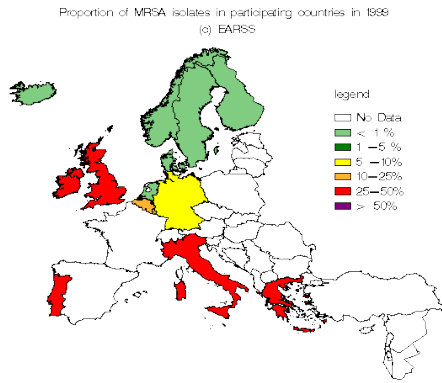 Proportion of MRSA isolates in participating countries in 1999
(c) EARSS
legend
No Data
< 1 %
1 -5 %
5 -10%
10-25%
25-50%
> 50%